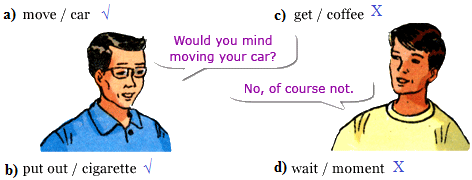 a) move / car √
c) get / coffee X
Would you mind
moving your car?
No, of course not.
b) put out / cigarette √
d) wait / moment X